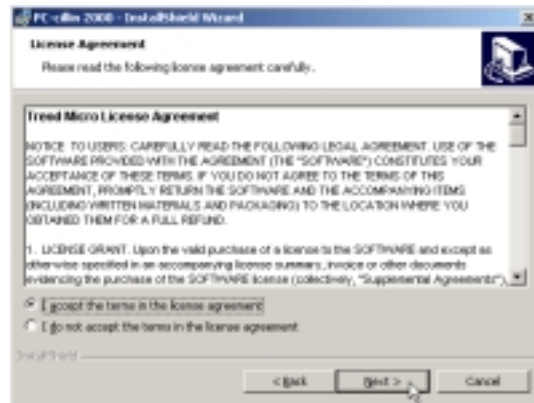 PC-cillin 2000 - InstallShield Wizard
License Agreement
Please read the following license agreement carefully.
Trend Micro License Agreement
NOTICE TO USERS: CAREFULLY READ THE FOLLOWING LEGAL AGREEMENT. USE OF THE
SOFTWARE PROVIDED WITH THE AGREEMENT (THE "SOFTWARE") CONSTITUTES YOUR
ACCEPTANCE OF THESE TERMS. IF YOU DO NOT AGREE TO THE TERMS OF THIS
AGREEMENT, PROMPTLY RETURN THE SOFTWARE AND THE ACCOMPANYING ITEMS
(INCLUDING WRITTEN MATERIALS AND PACKAGING) TO THE LOCATION WHERE YOU
OBTAINED THEM FOR A FULL REFUND.
1. LICENSE GRANT. Upon the valid purchase of a license to the SOFTWARE and except as
otherwise specified in an accompanying license summary, invoice or other documents
evidencing the purchase of the SOFTWARE license (collectively, "Supplemental Agreements"),
I accept the terms in the license agreement
I do not accept the terms in the license agreement
InstallShield
< Back
Next >
Cancel